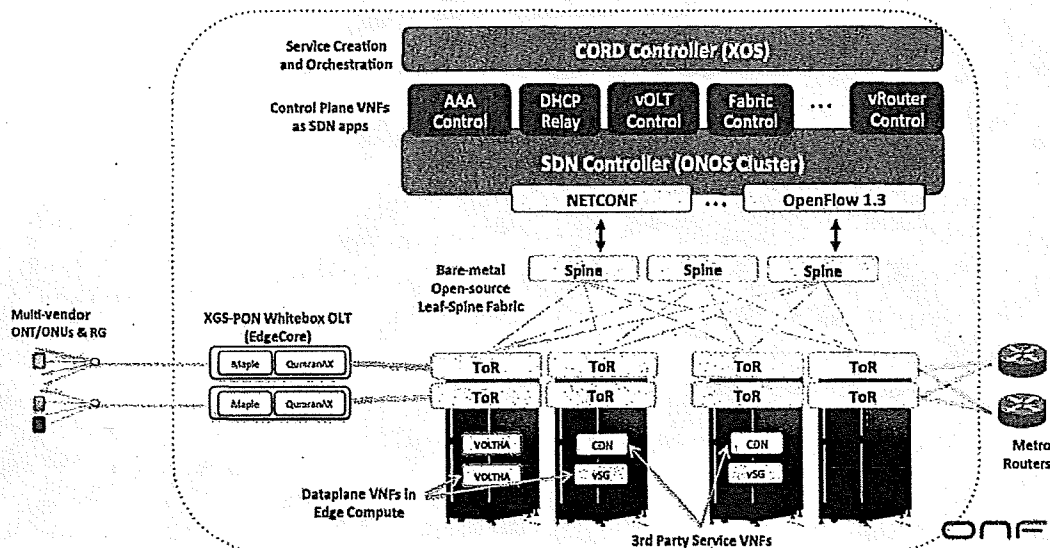 Service Creation
and Orchestration
CORD Controller (XOS)
Control Plane VNFs
as SDN apps
AAA
Control
DHCP
Relay
vOLT
Control
Fabric
Control
...
vRouter
Control
SDN Controller (ONOS Cluster)
NETCONF
...
OpenFlow 1.3
Bare-metal
Open-source
Leaf-Spine Fabric
Spine
Spine
Spine
Multi-vendor
ONT/ONUs & RG
XGS-PON Whitebox OLT
(EdgeCore)
Maple
QumranAX
Maple
QumranAX
ToR
ToR
ToR
ToR
ToR
ToR
ToR
ToR
VOLTHA
CDN
CDN
VOLTHA
vSG
vSG
Metro
Routers
Dataplane VNFs in
Edge Compute
3rd Party Service VNFs
ONF